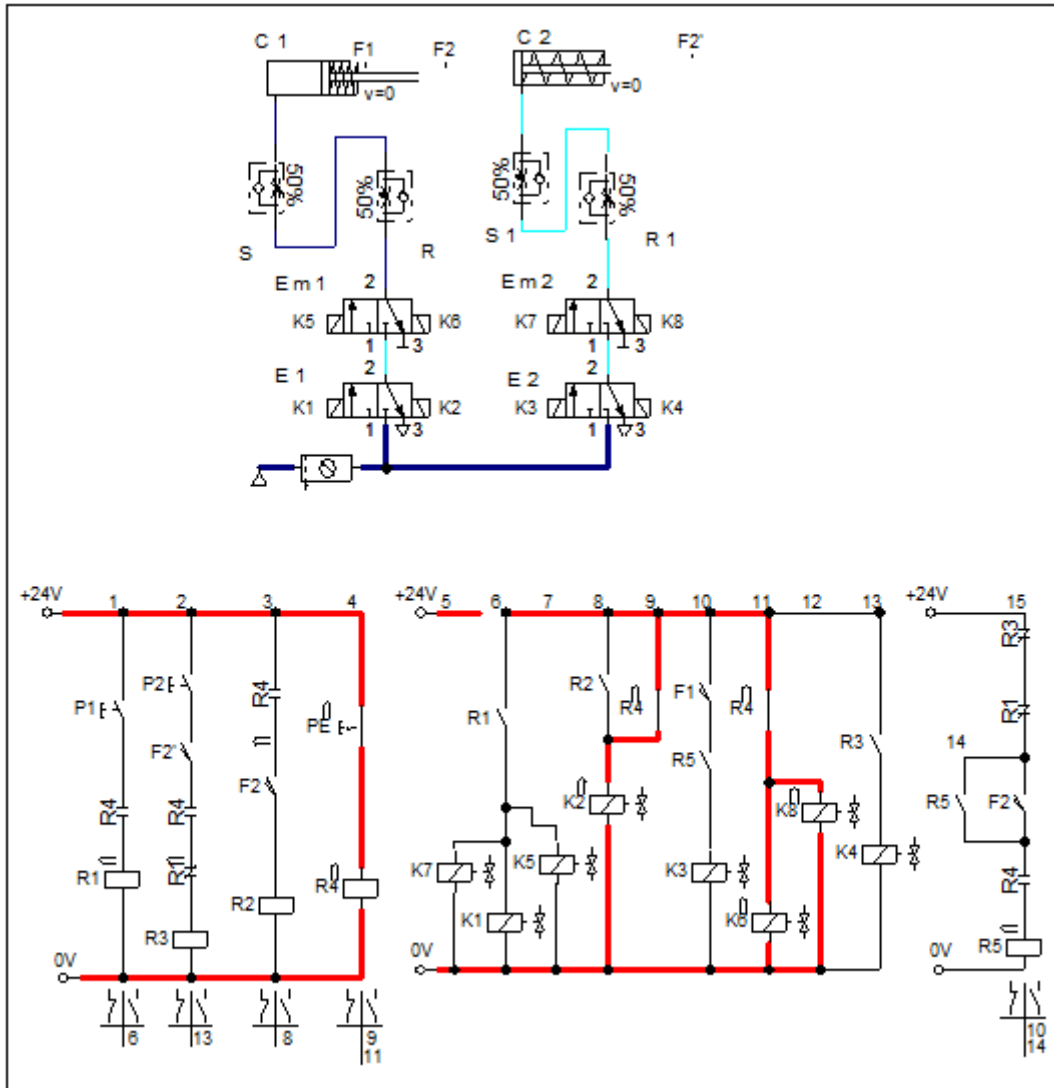 C 1 F1 F2 C 2 F2'
v=0 v=0
50% 50% 50% 50%
S R S 1 R 1
E m 1 2 E m 2 2
K5 K6 K7 K8
1 3 1 3
E 1 2 E 2 2
K1 K2 K3 K4
1 3 1 3
+24V 1 2 3 4 +24V 5 6 7 8 9 10 11 12 13 +24V 15
R3
P2 R4 R2 R4 F1 R4
P1 PE R1 R3 R1
F2' R5 14
F2 K2 K8 R5 F2
R4 R4 K7 K5 K3 K4
R1 R1 R4 R4
R2 K1 K6
R3 R5
0V 0V 0V
6 13 8 9 10
11 14